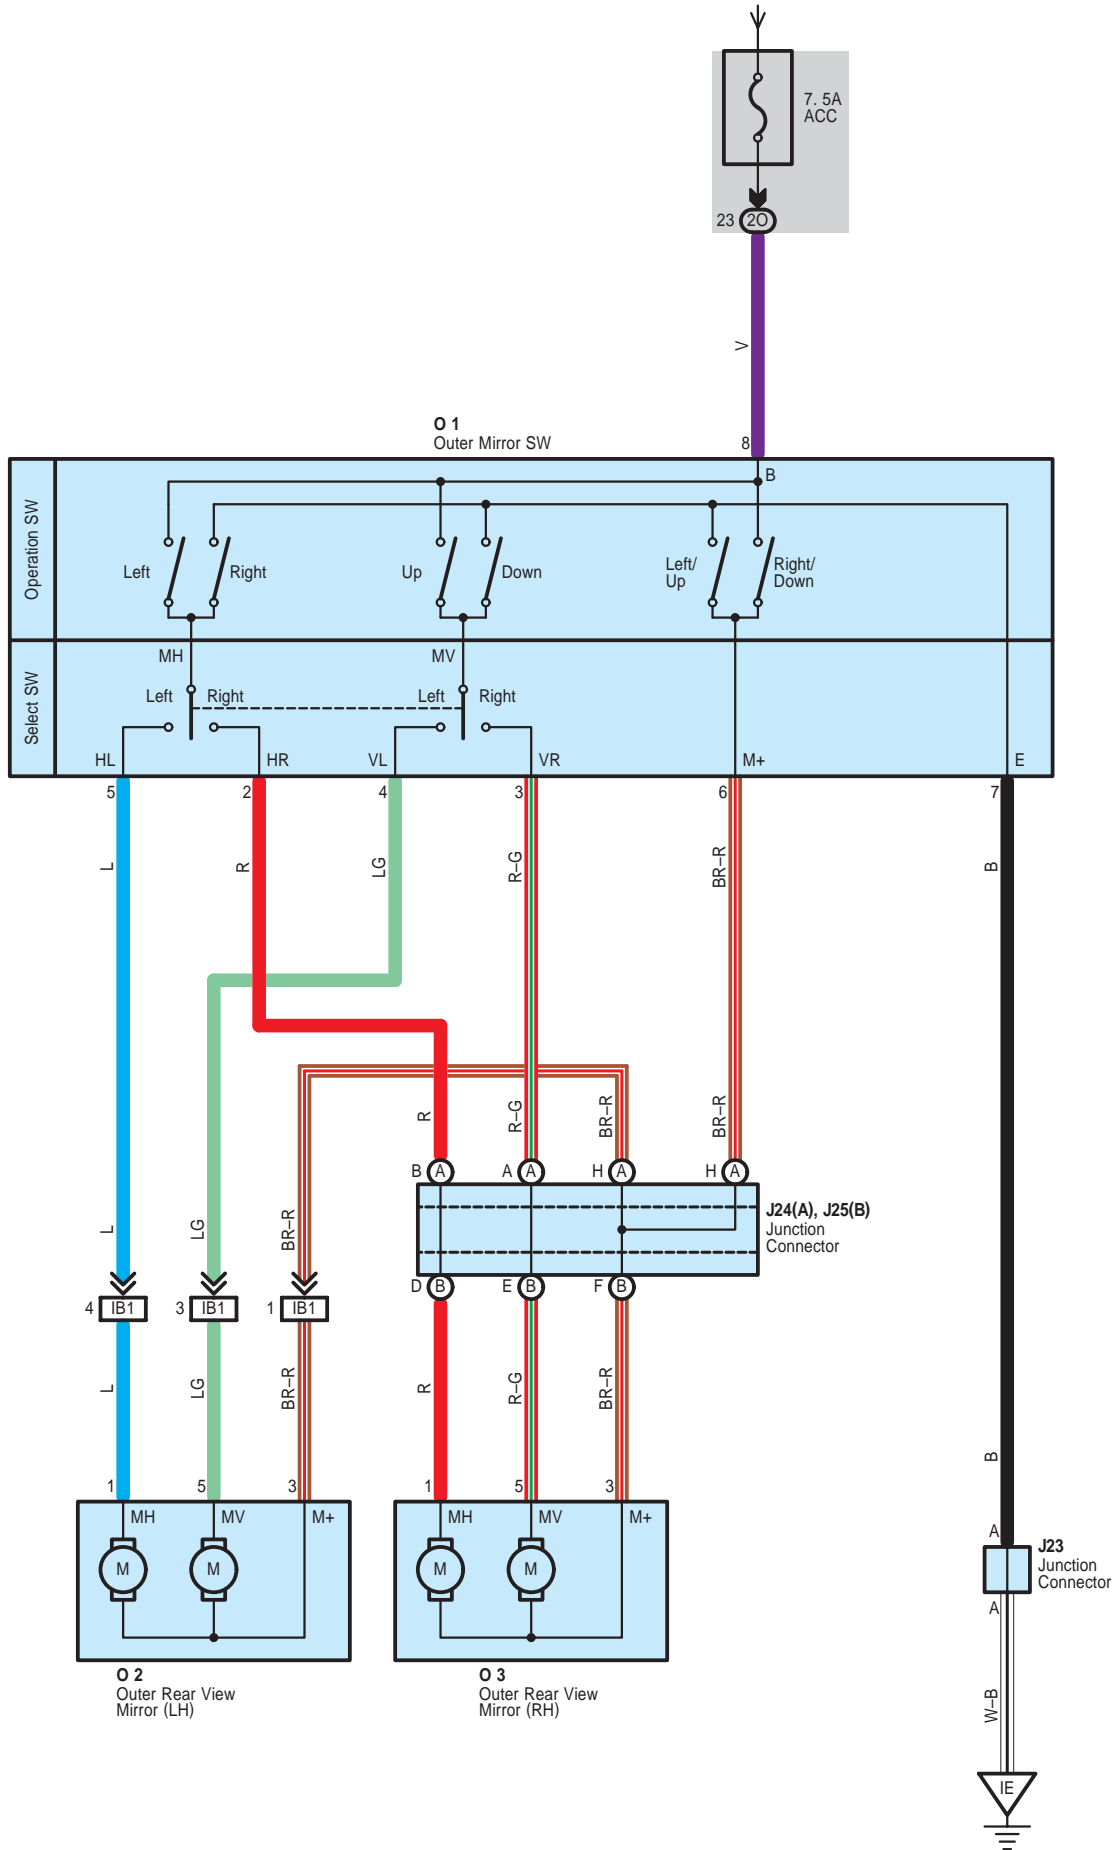 7. 5A
ACC
23 2O
V
O 1
Outer Mirror SW
8
B
Operation SW
Left Right Up Down Left/
Up Right/
Down
Select SW
MH MV
Left Right Left Right
HL HR VL VR M+ E
5 2 4 3 6 7
L R LG R–G BR–R B
R R–G BR–R BR–R
B A A A H A H A
J24(A), J25(B)
Junction
Connector
L LG BR–R
D B E B F B
4 IB1 3 IB1 1 IB1
L LG BR–R R R–G BR–R
B
1 5 3 1 5 3
MH MV M+ MH MV M+
M M M M
A
J23
Junction
Connector
A
O 2
Outer Rear View
Mirror (LH)
O 3
Outer Rear View
Mirror (RH)
W–B
IE